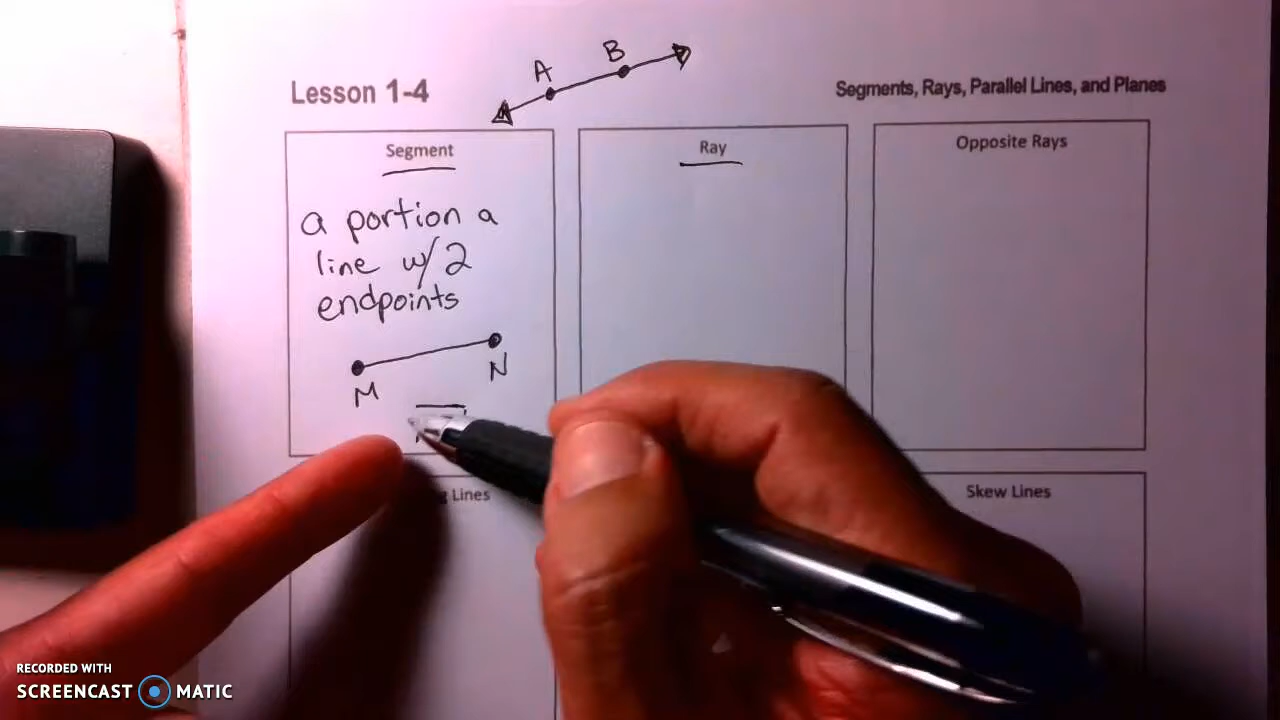 A B
Lesson 1-4
Segments, Rays, Parallel Lines, and Planes
Segment
a portion a
line w/ 2
endpoints
M N
Ray
Opposite Rays
Lines
Skew Lines
RECORDED WITH
SCREENCAST MATIC